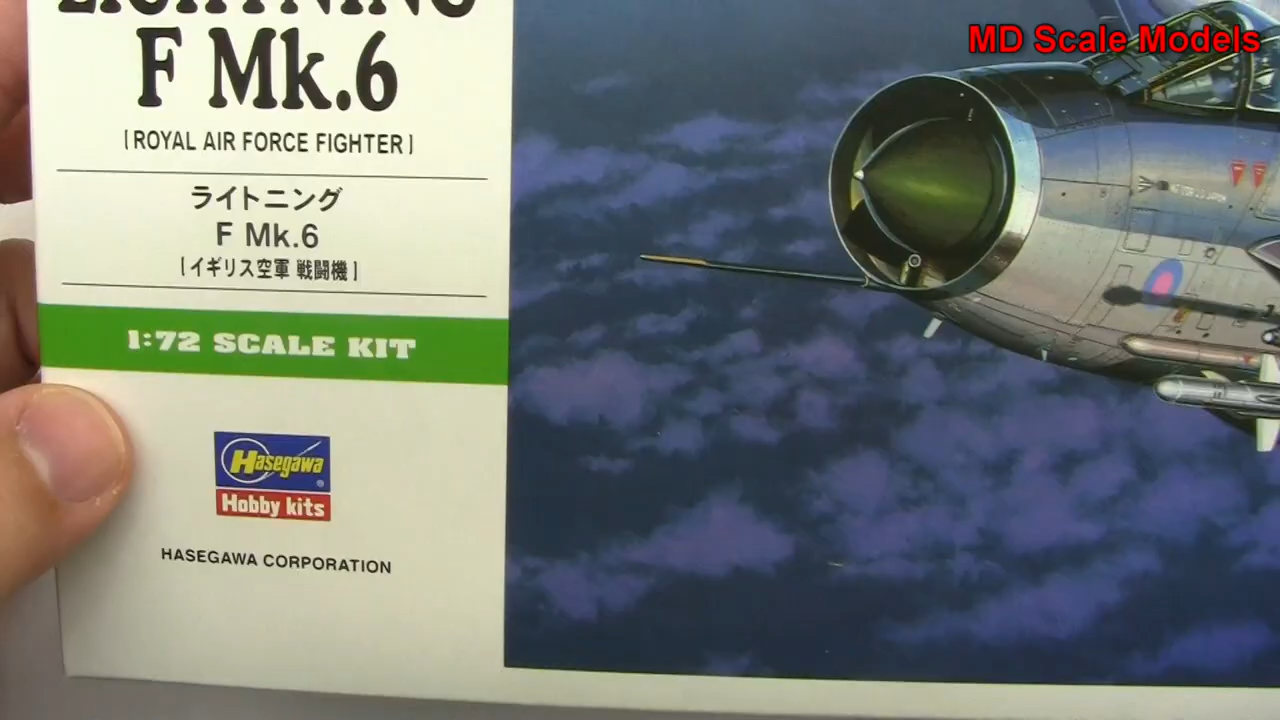 LIGHTNING
F Mk.6
[ROYAL AIR FORCE FIGHTER]
ライトニング
F Mk.6
[イギリス空軍 戦闘機]
1:72 SCALE KIT
Hasegawa
®
Hobby kits
HASEGAWA CORPORATION
MD Scale Models